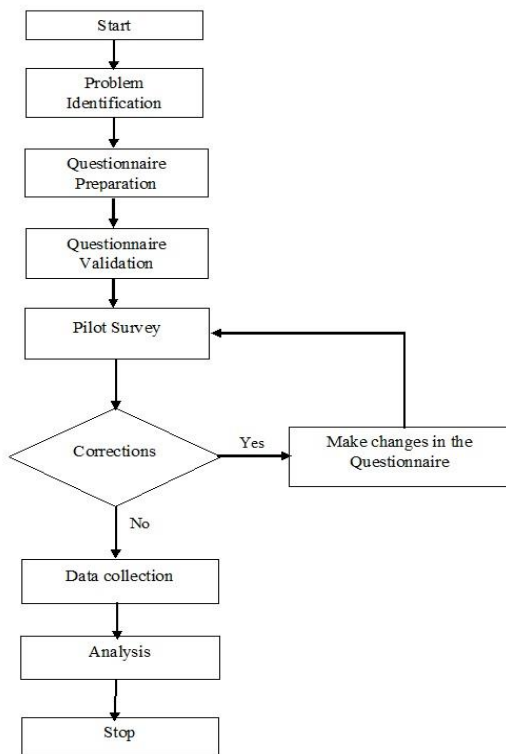 Start
Problem
Identification
Questionnaire
Preparation
Questionnaire
Validation
Pilot Survey
Corrections
Yes
Make changes in the
Questionnaire
No
Data collection
Analysis
Stop